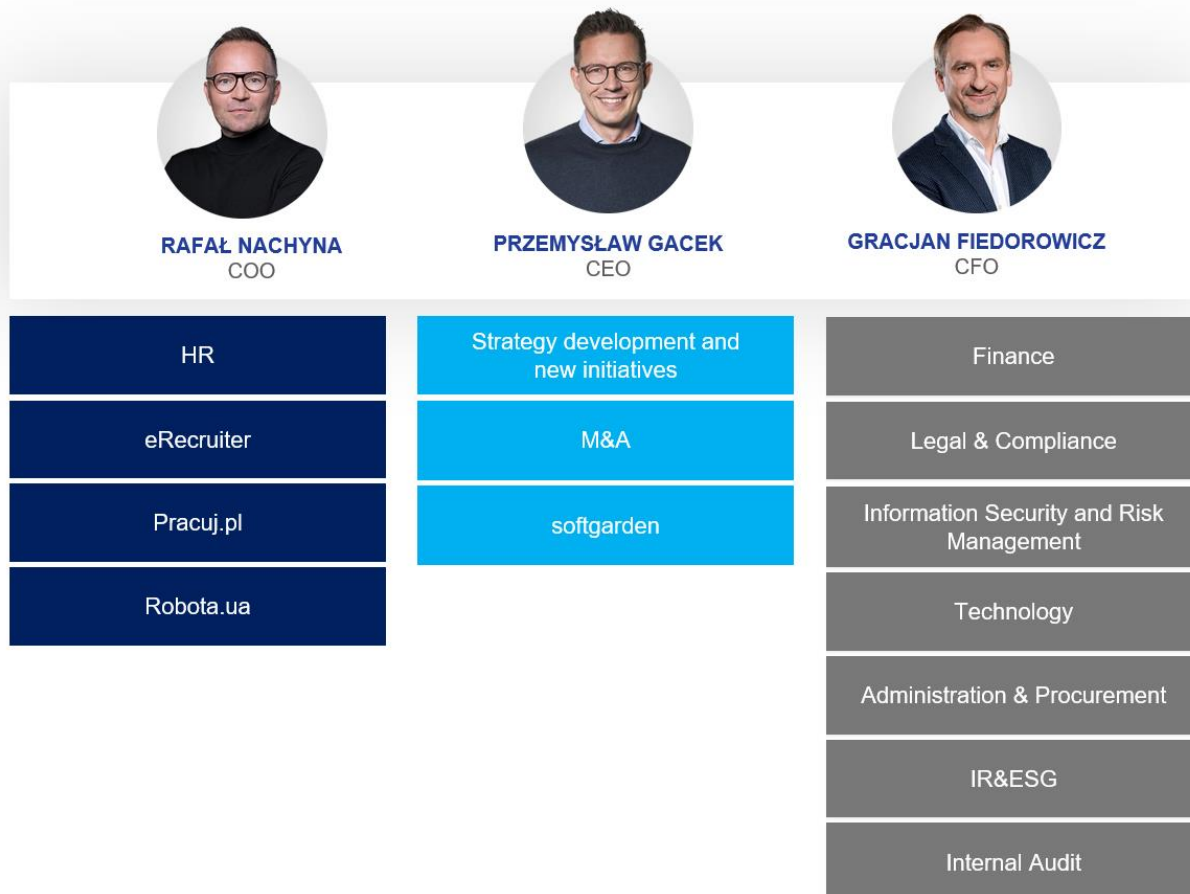 RAFAŁ NACHYNA
COO
PRZEMYSŁAW GACEK
CEO
GRACJAN FIEDOROWICZ
CFO
HR
eRecruiter
Pracuj.pl
Robota.ua
Strategy development and
new initiatives
M&A
softgarden
Finance
Legal & Compliance
Information Security and Risk
Management
Technology
Administration & Procurement
IR&ESG
Internal Audit